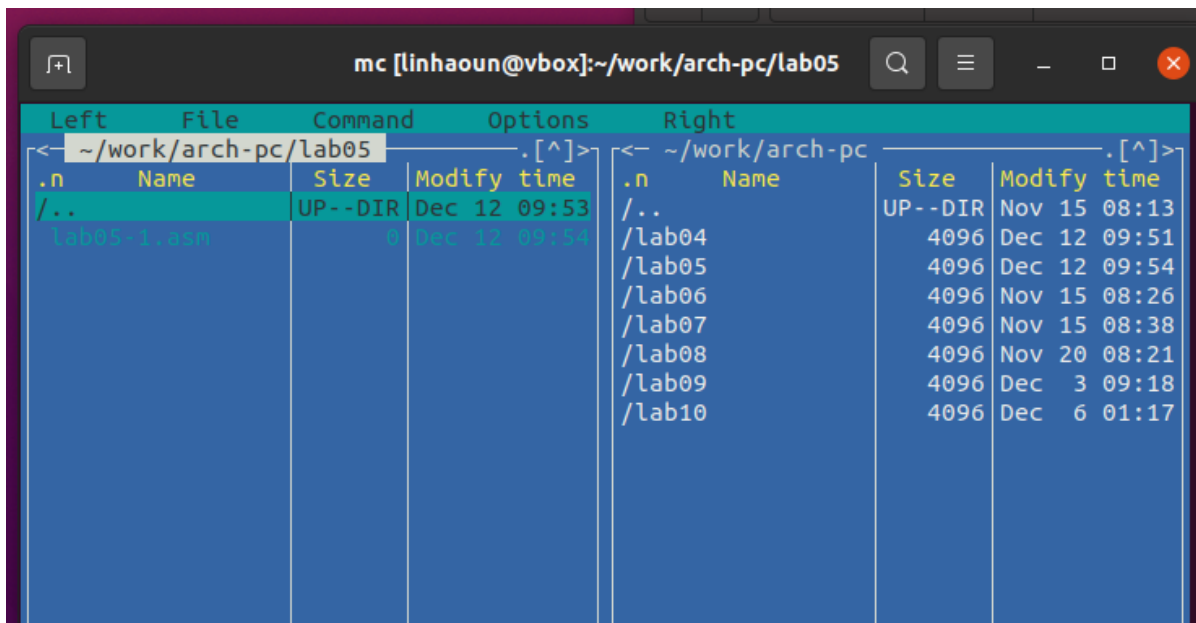 mc [linhaoun@vbox]:~/work/arch-pc/lab05
Left File Command Options Right
<— ~/work/arch-pc/lab05 —.[^]>
.n Name Size Modify time
/.. UP--DIR Dec 12 09:53
lab05-1.asm 0 Dec 12 09:54
<— ~/work/arch-pc —.[^]>
.n Name Size Modify time
/.. UP--DIR Nov 15 08:13
/lab04 4096 Dec 12 09:51
/lab05 4096 Dec 12 09:54
/lab06 4096 Nov 15 08:26
/lab07 4096 Nov 15 08:38
/lab08 4096 Nov 20 08:21
/lab09 4096 Dec 3 09:18
/lab10 4096 Dec 6 01:17